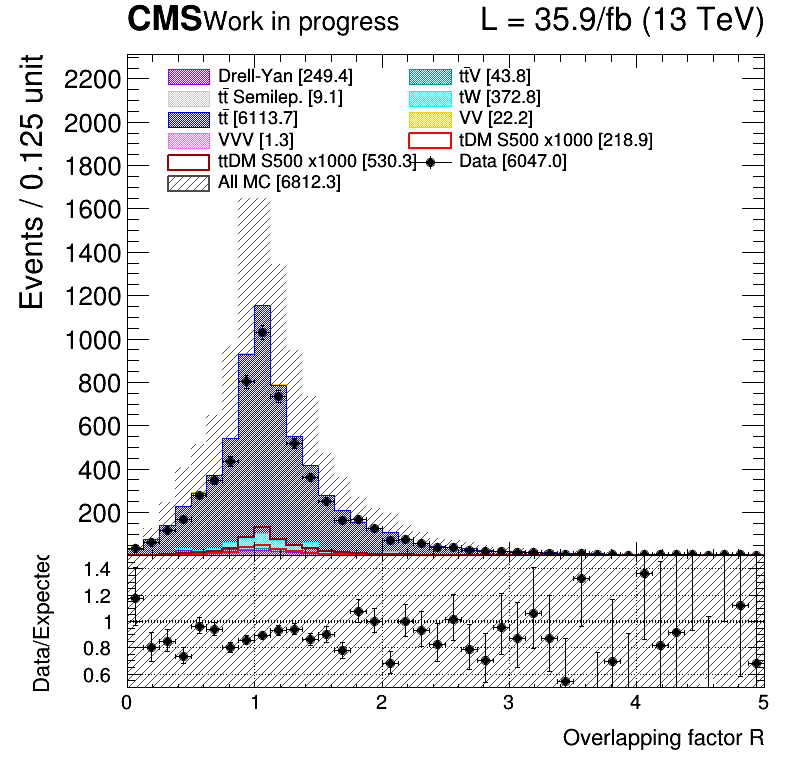 CMS Work in progress L = 35.9/fb (13 TeV)
Events / 0.125 unit
2200
2000
1800
1600
1400
1200
1000
800
600
400
200
Drell-Yan [249.4]
tt̄ Semilep. [9.1]
tt̄ [6113.7]
VVV [1.3]
ttDM S500 x1000 [530.3]
All MC [6812.3]
tt̄V [43.8]
tW [372.8]
VV [22.2]
tDM S500 x1000 [218.9]
Data [6047.0]
Data/Expected
1.4
1.2
1
0.8
0.6
0 1 2 3 4 5
Overlapping factor R